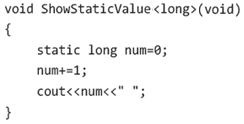 void ShowStaticValue<long>(void)
{
    static long num=0;
    num+=1;
    cout<<num<<" ";
}